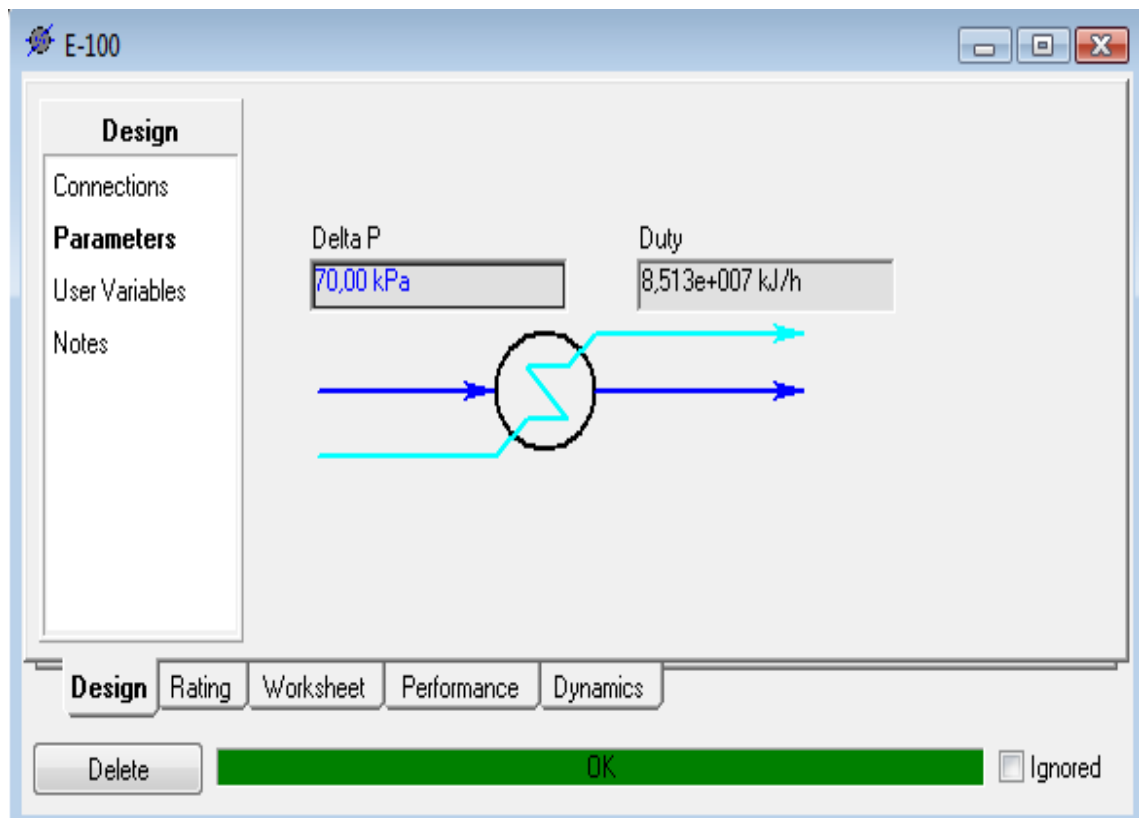 E-100
Design
Connections
Parameters
User Variables
Notes
Delta P
Duty
70,00 kPa
8,513e+007 kJ/h
Design Rating Worksheet Performance Dynamics
Delete
OK
Ignored